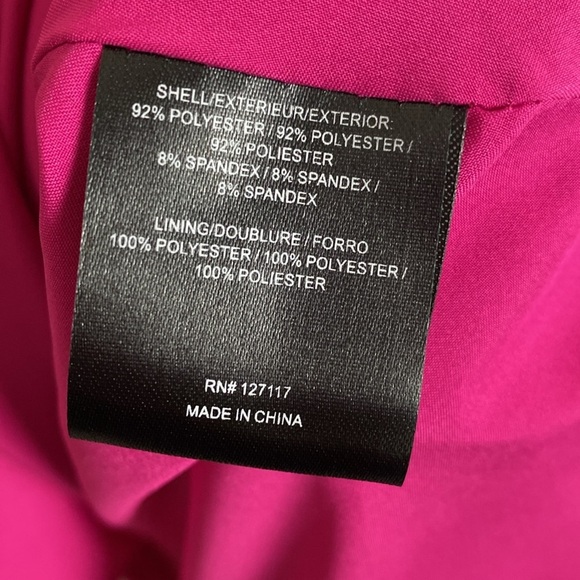 SHELL/EXTERIEUR/EXTERIOR:
92% POLYESTER / 92% POLYESTER /
92% POLIESTER
8% SPANDEX / 8% SPANDEX /
8% SPANDEX
LINING/DOUBLURE / FORRO
100% POLYESTER / 100% POLYESTER /
100% POLIESTER
RN# 127117
MADE IN CHINA